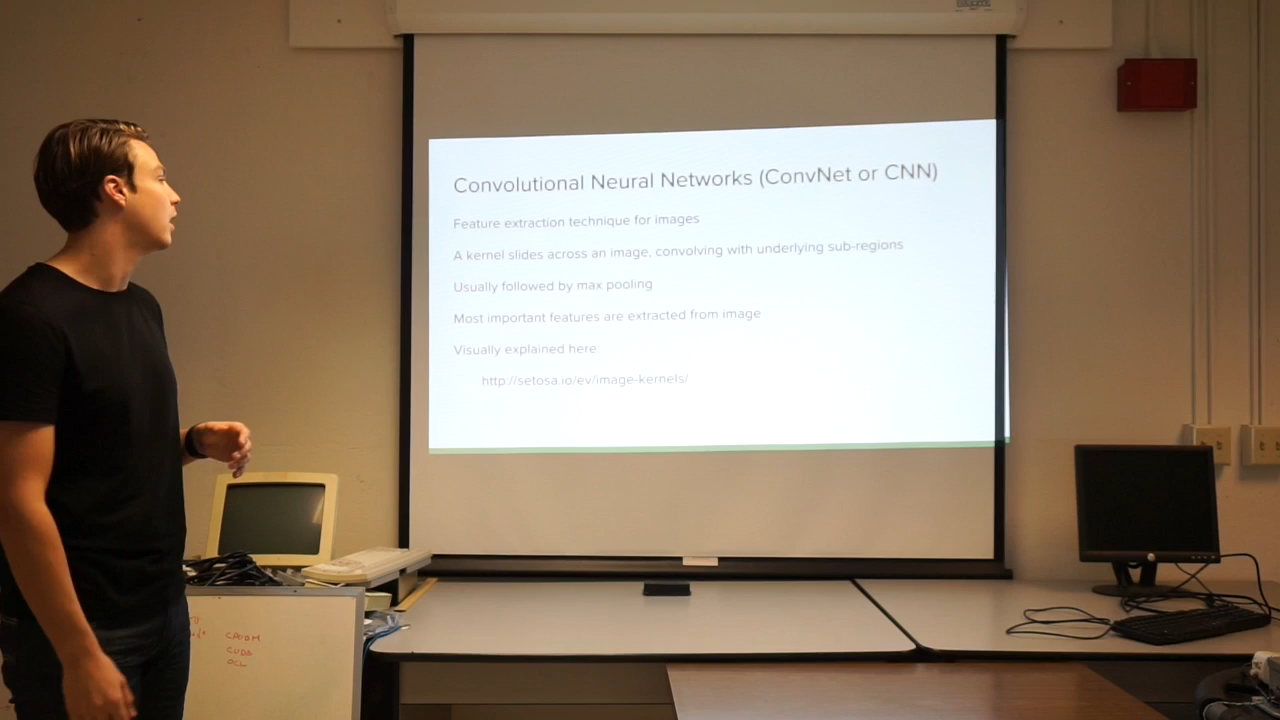 Convolutional Neural Networks (ConvNet or CNN)
Feature extraction technique for images
A kernel slides across an image, convolving with underlying sub-regions
Usually followed by max pooling
Most important features are extracted from image
Visually explained here:
http://setosa.io/ev/image-kernels/
CUDA
OCL